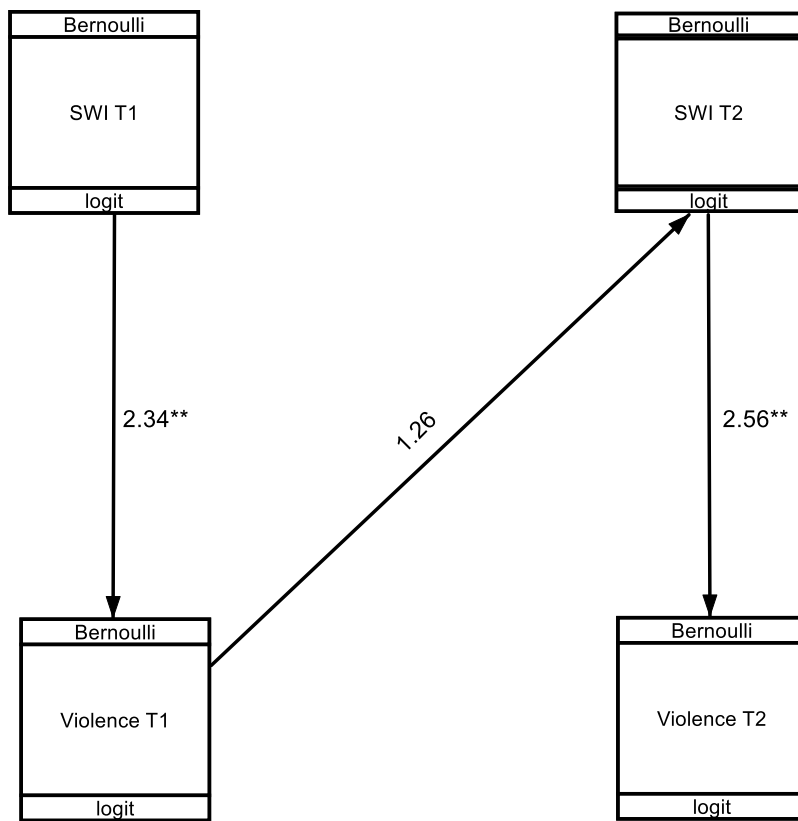 Bernoulli
SWI T1
logit
Bernoulli
SWI T2
logit
2.34**
1.26
2.56**
Bernoulli
Violence T1
logit
Bernoulli
Violence T2
logit